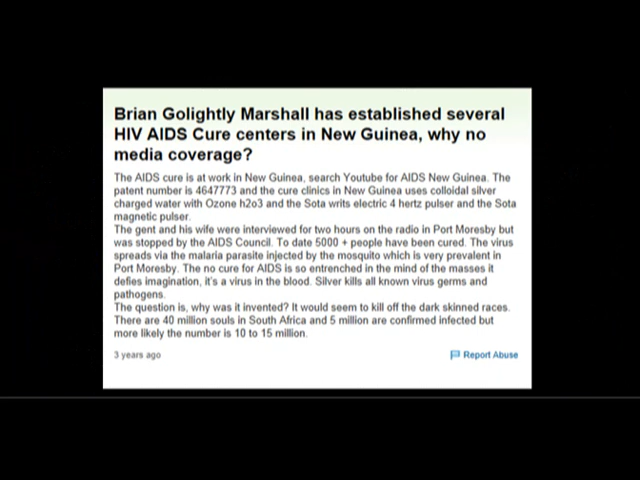 Brian Golightly Marshall has established several
HIV AIDS Cure centers in New Guinea, why no
media coverage?
The AIDS cure is at work in New Guinea, search Youtube for AIDS New Guinea. The
patent number is 4647773 and the cure clinics in New Guinea uses colloidal silver
charged water with Ozone h2o3 and the Sota writs electric 4 hertz pulser and the Sota
magnetic pulser.
The gent and his wife were interviewed for two hours on the radio in Port Moresby but
was stopped by the AIDS Council. To date 5000 + people have been cured. The virus
spreads via the malaria parasite injected by the mosquito which is very prevalent in
Port Moresby. The no cure for AIDS is so entrenched in the mind of the masses it
defies imagination, it's a virus in the blood. Silver kills all known virus germs and
pathogens.
The question is, why was it invented? It would seem to kill off the dark skinned races.
There are 40 million souls in South Africa and 5 million are confirmed infected but
more likely the number is 10 to 15 million.
3 years ago
Report Abuse